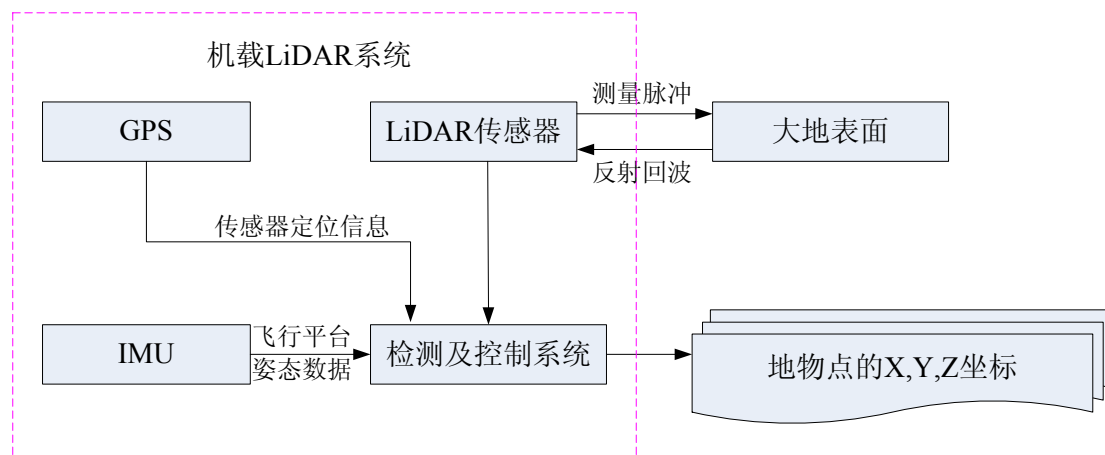 机载LiDAR系统
GPS
LiDAR传感器
测量脉冲
反射回波
大地表面
传感器定位信息
IMU
飞行平台
姿态数据
检测及控制系统
地物点的X,Y,Z坐标